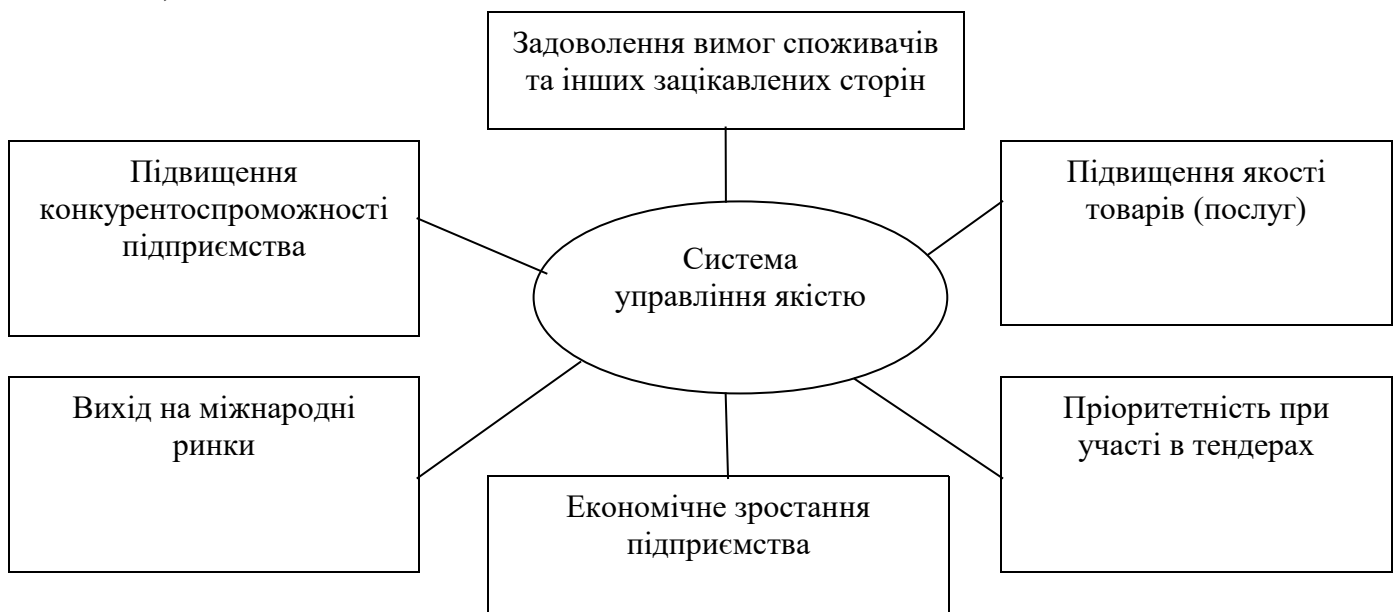 Задоволення вимог споживачів
та інших зацікавлених сторін
Підвищення
конкурентоспроможності
підприємства
Підвищення якості
товарів (послуг)
Система
управління якістю
Вихід на міжнародні
ринки
Пріоритетність при
участі в тендерах
Економічне зростання
підприємства